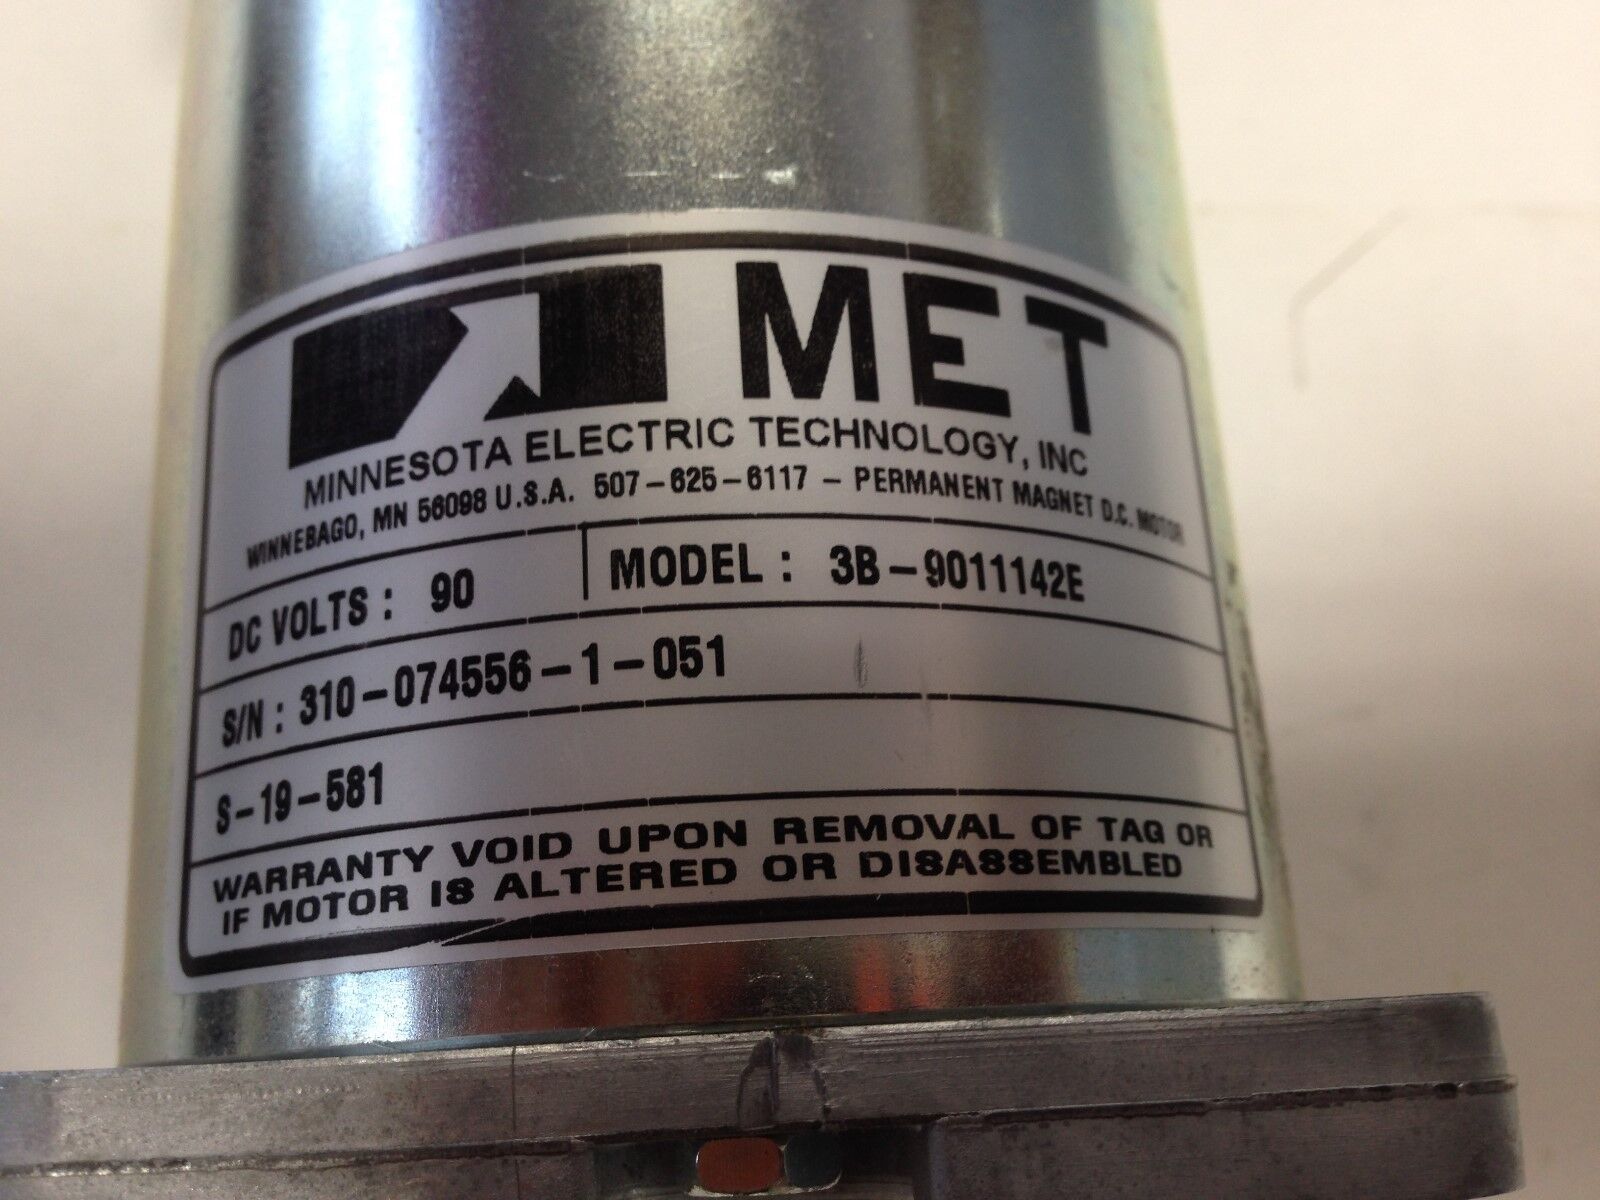 MET
MINNESOTA ELECTRIC TECHNOLOGY, INC
WINNEBAGO, MN 56098 U.S.A. 507-625-6117 - PERMANENT MAGNET D.C. MOTOR
DC VOLTS: 90 MODEL: 3B-9011142E
S/N: 310-074556-1-051
S-19-581
WARRANTY VOID UPON REMOVAL OF TAG OR
IF MOTOR IS ALTERED OR DISASSEMBLED